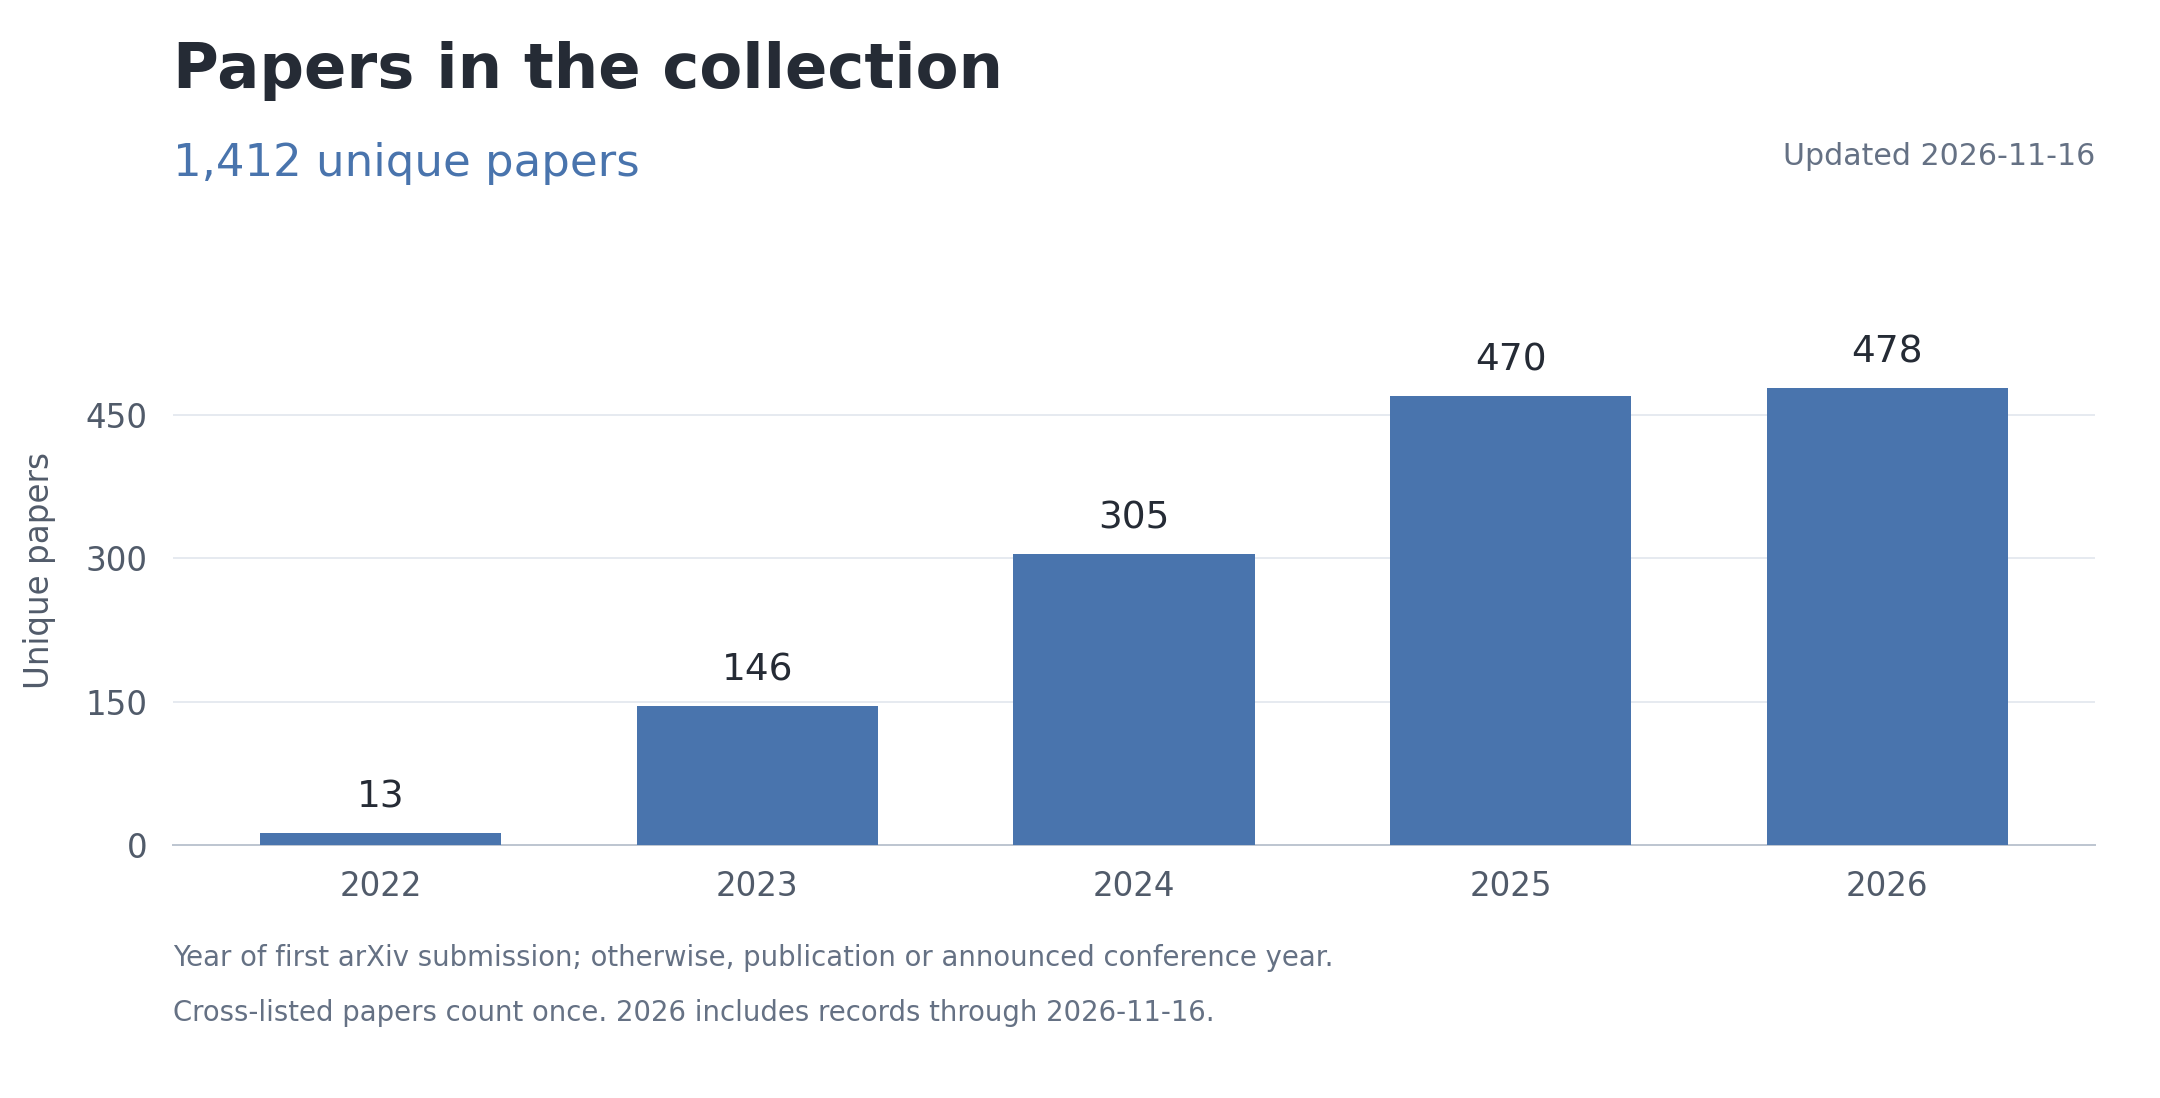 Papers in the collection
1,412 unique papers
Updated 2026-11-16
Unique papers
450
300
150
0
13
146
305
470
478
2022
2023
2024
2025
2026
Year of first arXiv submission; otherwise, publication or announced conference year.
Cross-listed papers count once. 2026 includes records through 2026-11-16.